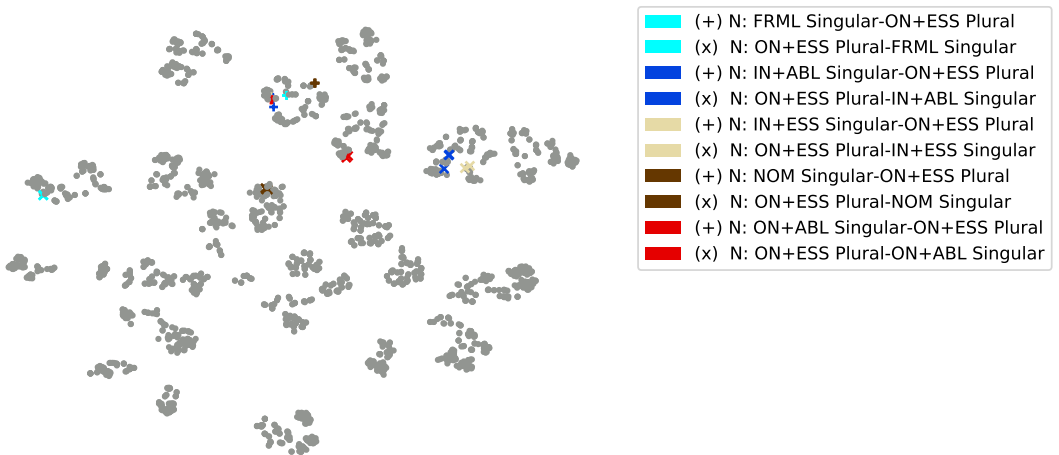 (+) N: FRML Singular-ON+ESS Plural
(x) N: ON+ESS Plural-FRML Singular
(+) N: IN+ABL Singular-ON+ESS Plural
(x) N: ON+ESS Plural-IN+ABL Singular
(+) N: IN+ESS Singular-ON+ESS Plural
(x) N: ON+ESS Plural-IN+ESS Singular
(+) N: NOM Singular-ON+ESS Plural
(x) N: ON+ESS Plural-NOM Singular
(+) N: ON+ABL Singular-ON+ESS Plural
(x) N: ON+ESS Plural-ON+ABL Singular